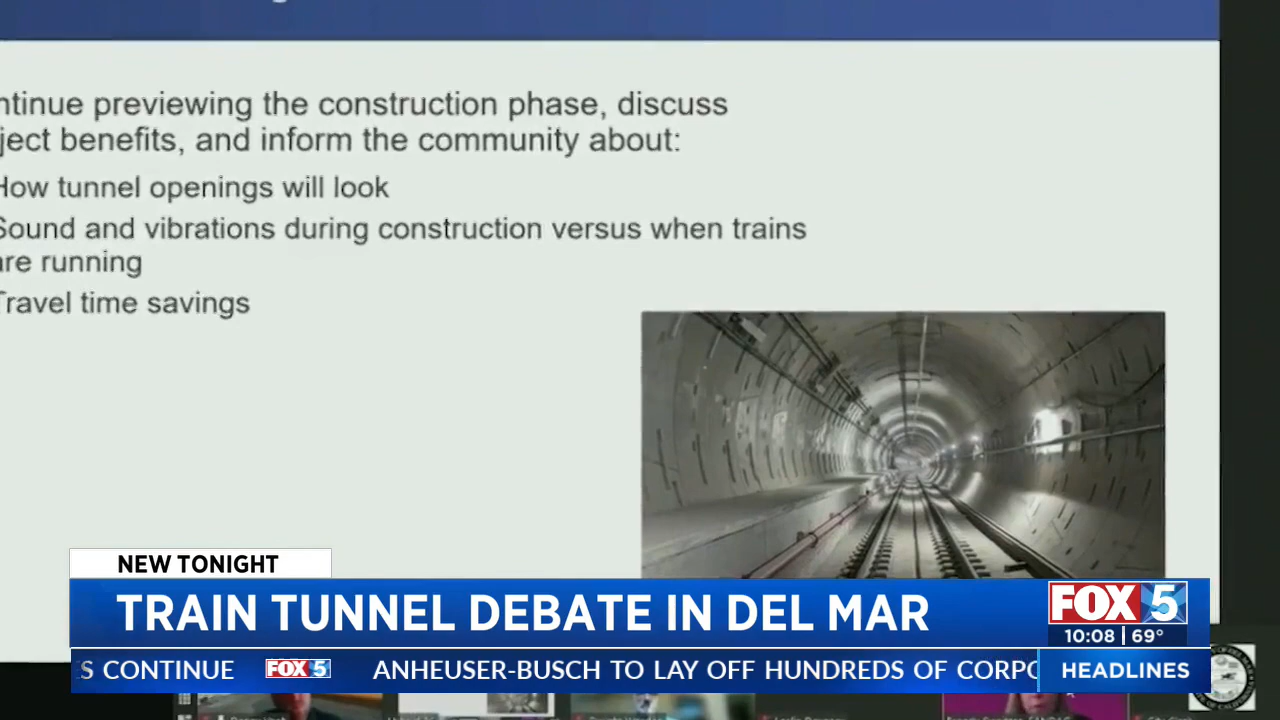 ntinue previewing the construction phase, discuss
ject benefits, and inform the community about:
How tunnel openings will look
Sound and vibrations during construction versus when trains
are running
Travel time savings
NEW TONIGHT
TRAIN TUNNEL DEBATE IN DEL MAR
FOX 5
10:08 | 69°
S CONTINUE FOX 5 ANHEUSER-BUSCH TO LAY OFF HUNDREDS OF CORPO
HEADLINES